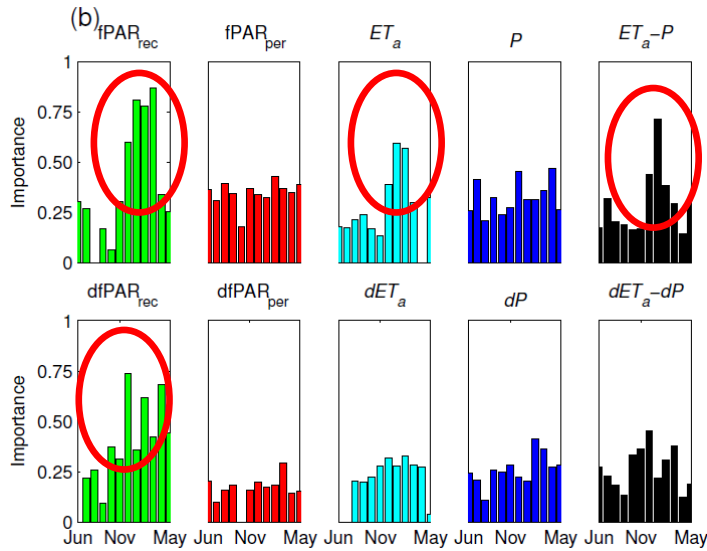 (b)
fPAR_rec fPAR_per ET_a P ET_a–P
1
0.75
0.50
0.25
0
Importance
dfPAR_rec dfPAR_per dET_a dP dET_a–dP
1
0.75
0.50
0.25
0
Importance
Jun Nov May Jun Nov May Jun Nov May Jun Nov May Jun Nov May